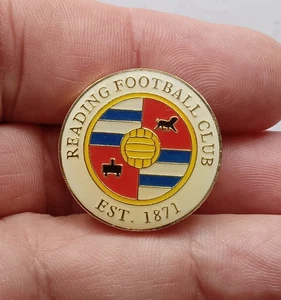 READING FOOTBALL CLUB
EST. 1871